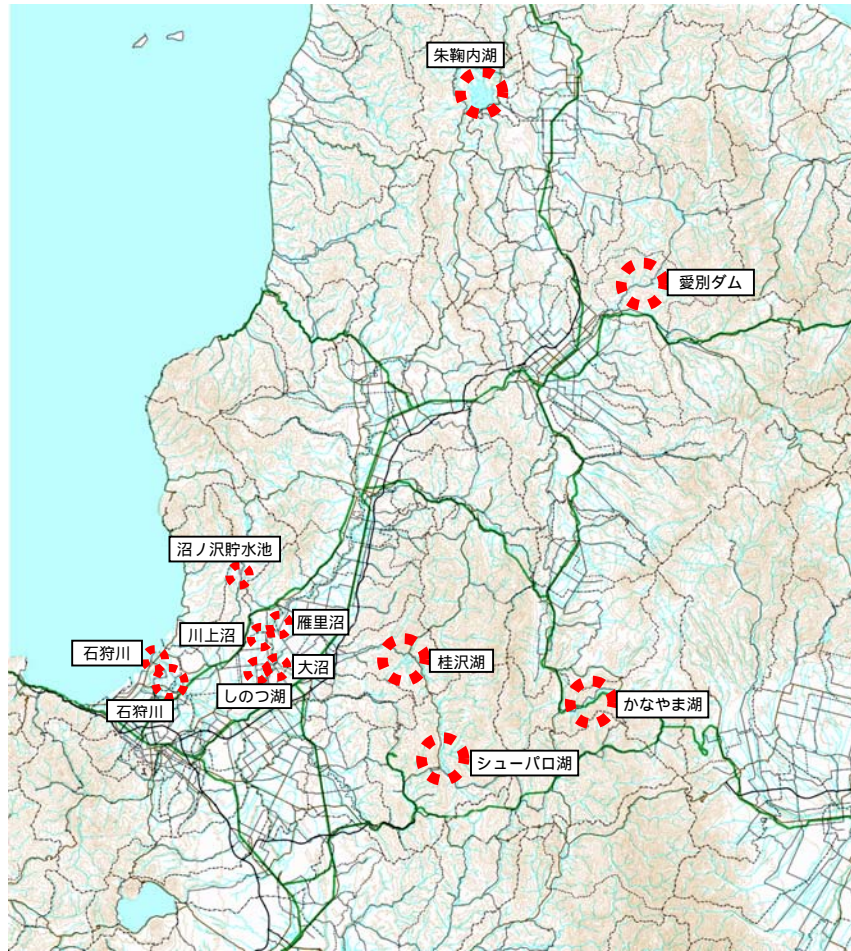 朱鞠内湖
愛別ダム
沼ノ沢貯水池
雁里沼
川上沼
石狩川
大沼
桂沢湖
しのつ湖
石狩川
かなやま湖
シューパロ湖